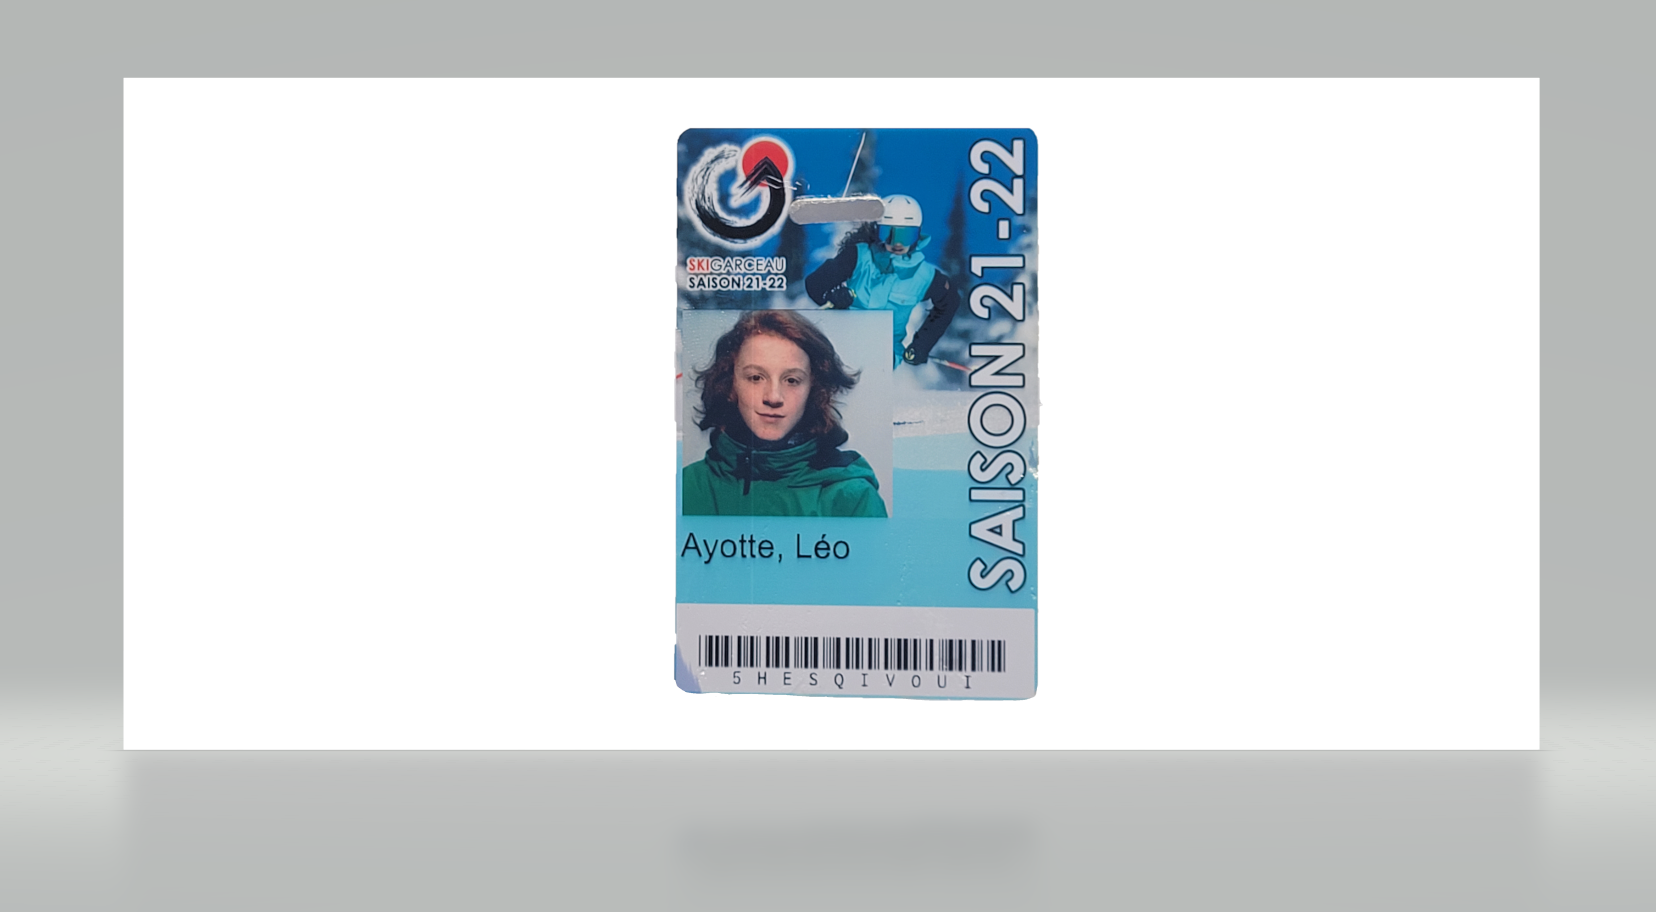 SKIGARCEAU
SAISON 21-22
SAISON 21-22
Ayotte, Léo
5HESQIVOUI